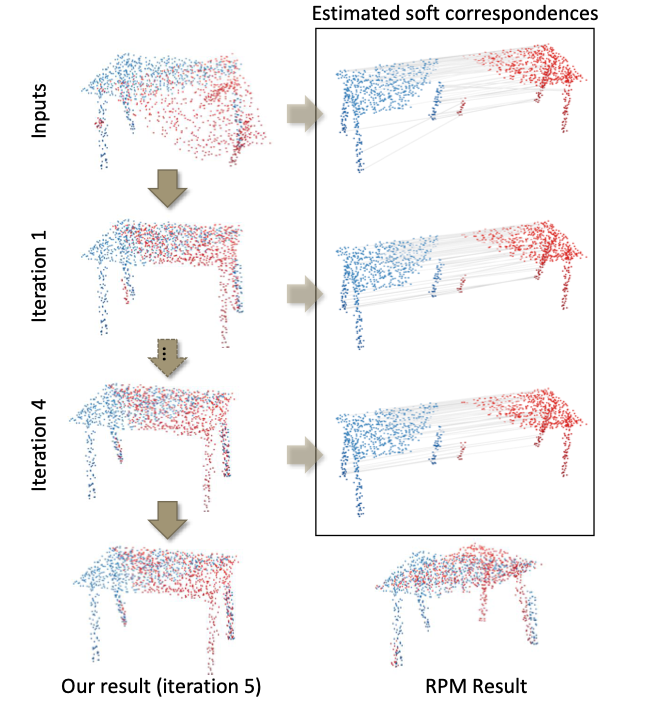 Estimated soft correspondences
Inputs
Iteration 1
Iteration 4
Our result (iteration 5)
RPM Result